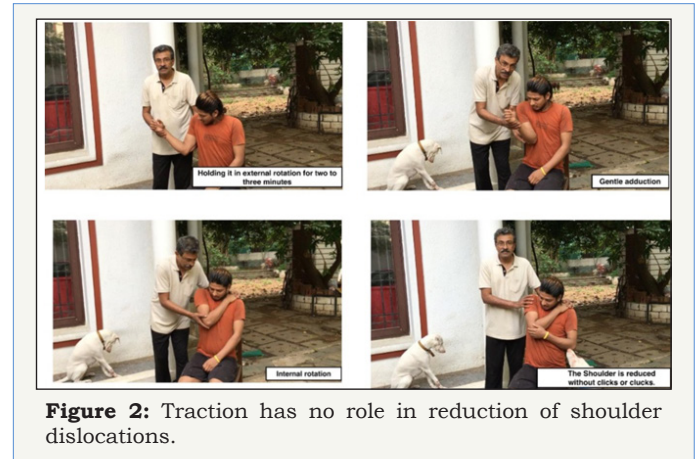 Holding it in external rotation for two to
three minutes
Gentle adduction
Internal rotation
The Shoulder is reduced
without clicks or clucks.
Figure 2: Traction has no role in reduction of shoulder
dislocations.